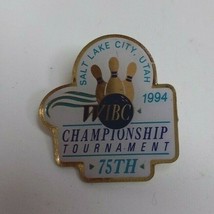 SALT LAKE CITY, UTAH
1994
WIBC
CHAMPIONSHIP
TOURNAMENT
75TH